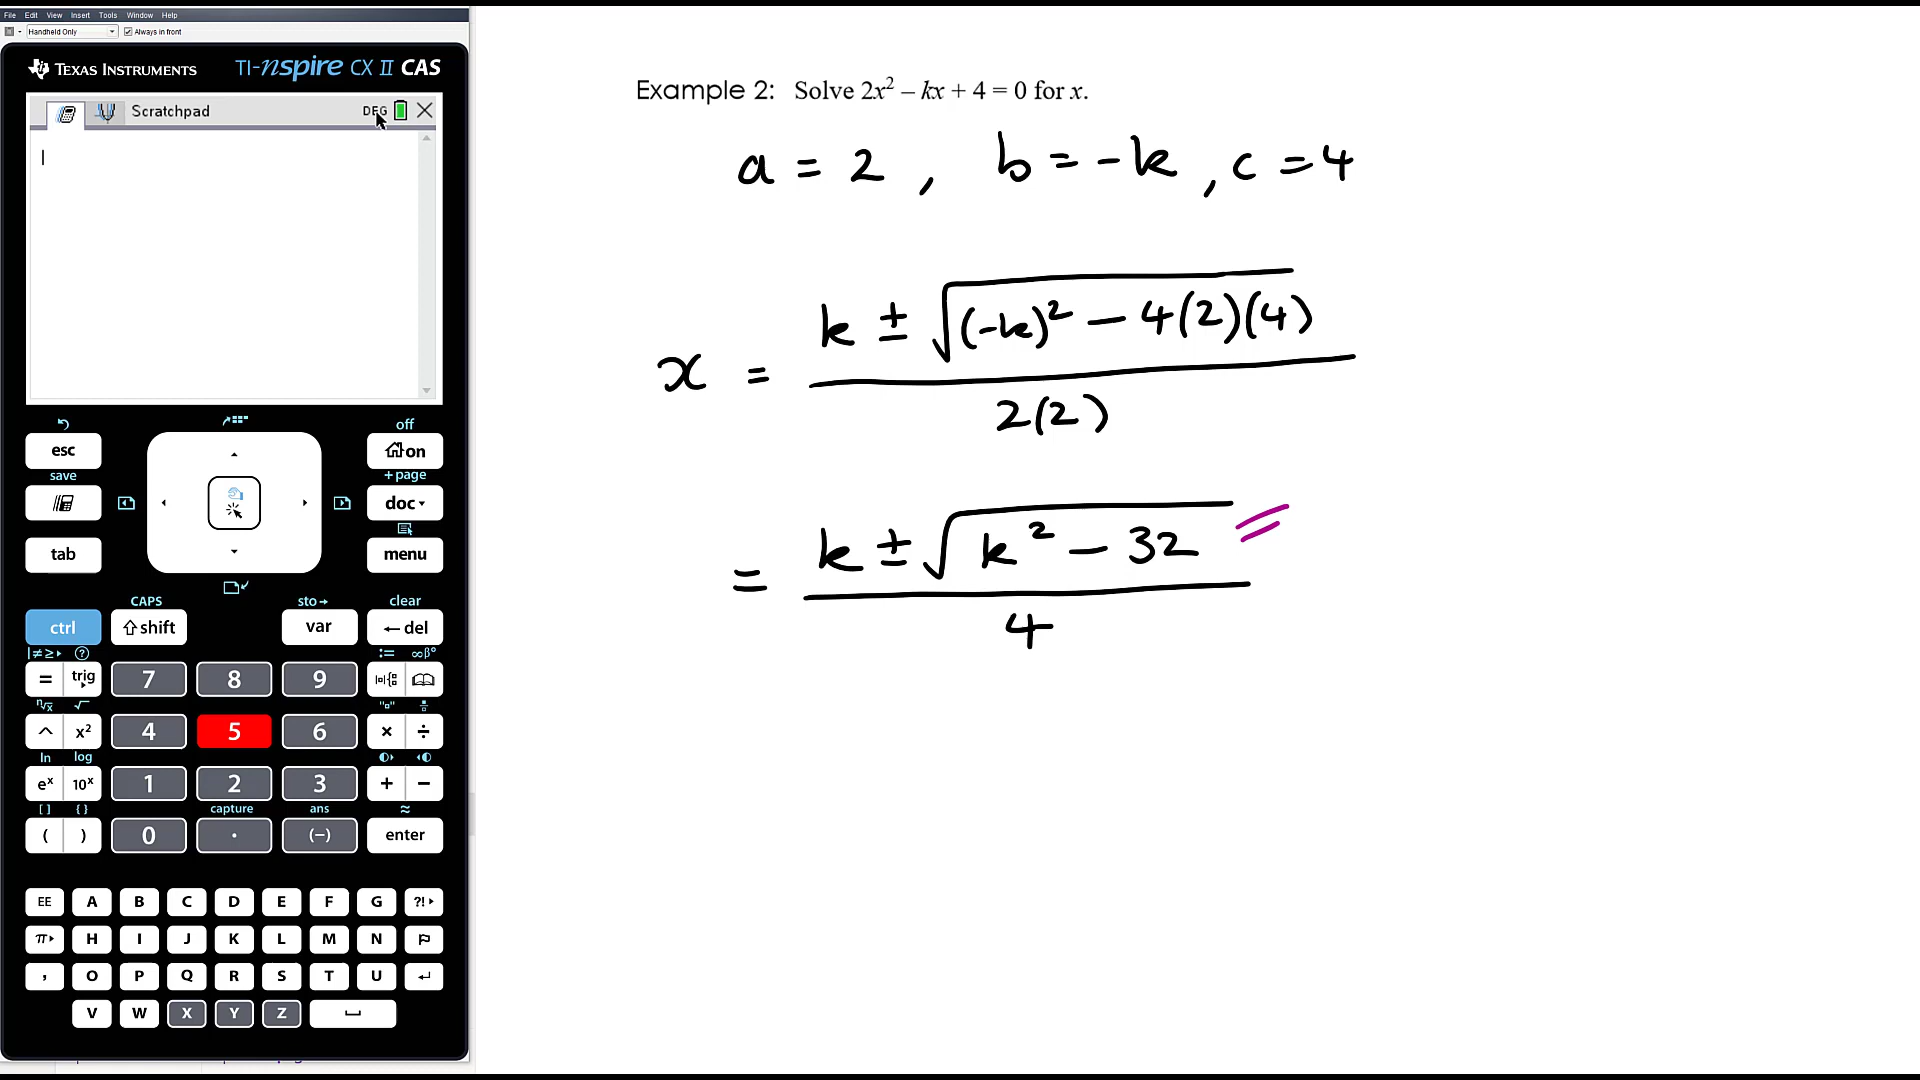 File Edit View Insert Tools Window Help
Handheld Only Always in front
TEXAS INSTRUMENTS TI-nspire CX II CAS
Scratchpad DEG
off
esc on
save +page
doc
tab menu
CAPS sto→ clear
ctrl ⇧shift var ←del
|≠≥▸ ? := ∞β°
= trig 7 8 9
ⁿ√x √ "▫"
^ x² 4 5 6 × ÷
ln log
eˣ 10ˣ 1 2 3 + −
[ ] { } capture ans ≈
( ) 0 . (−) enter
EE A B C D E F G ?!▸
π▸ H I J K L M N
, O P Q R S T U ↵
V W X Y Z
Example 2: Solve 2x² – kx + 4 = 0 for x.
a = 2 , b = -k , c = 4
x = k ± √(-k)² - 4(2)(4)
2(2)
= k ± √k² - 32
4